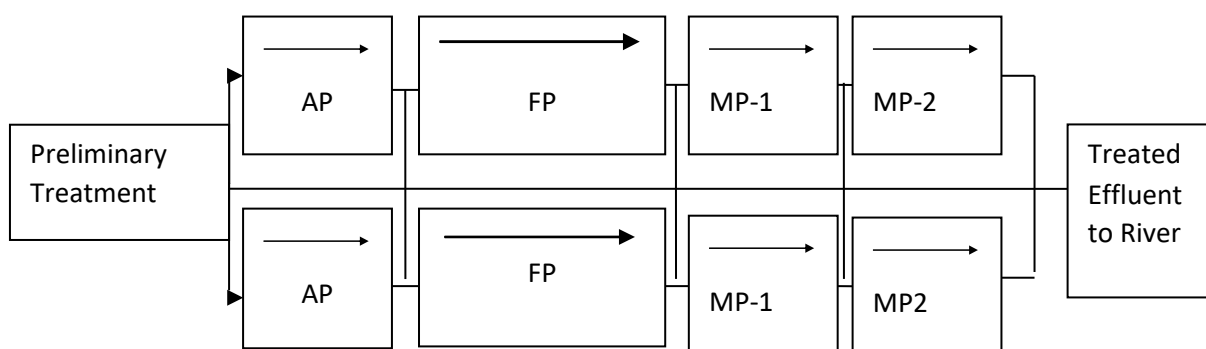 AP
FP
MP-1
MP-2
Preliminary
Treatment
Treated
Effluent
to River
AP
FP
MP-1
MP2